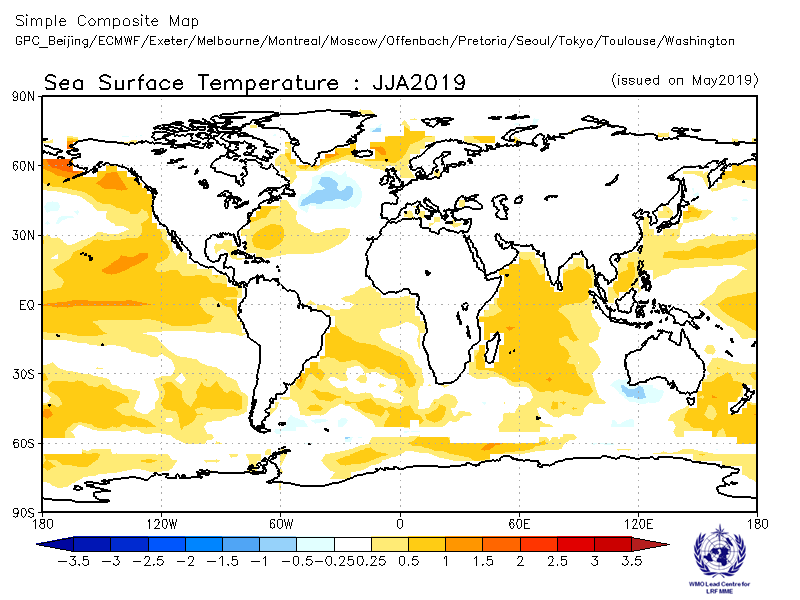 Simple Composite Map
GPC_Beijing/ECMWF/Exeter/Melbourne/Montreal/Moscow/Offenbach/Pretoria/Seoul/Tokyo/Toulouse/Washington
Sea Surface Temperature : JJA2019
(issued on May2019)
90N
60N
30N
EQ
30S
60S
90S
180 120W 60W 0 60E 120E 180
-3.5 -3 -2.5 -2 -1.5 -1 -0.5 -0.25 0.25 0.5 1 1.5 2 2.5 3 3.5
WMO Lead Centre for
LRF MME